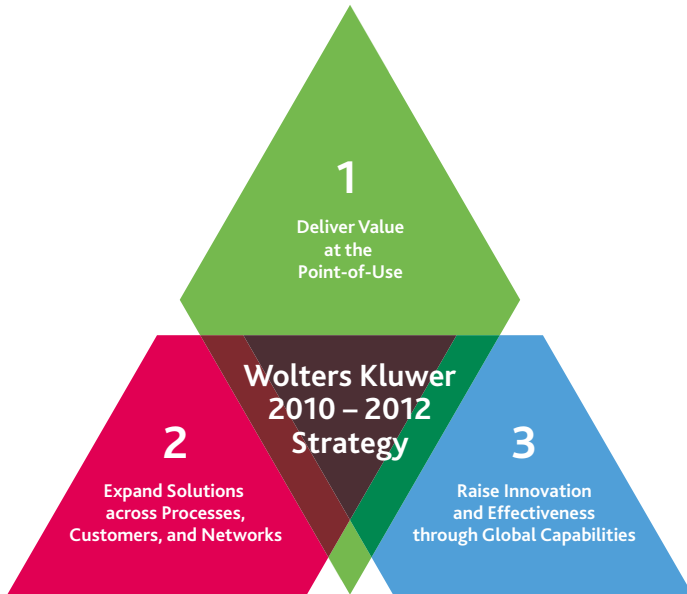 1
Deliver Value
at the
Point-of-Use
Wolters Kluwer
2010 – 2012
Strategy
2
Expand Solutions
across Processes,
Customers, and Networks
3
Raise Innovation
and Effectiveness
through Global Capabilities